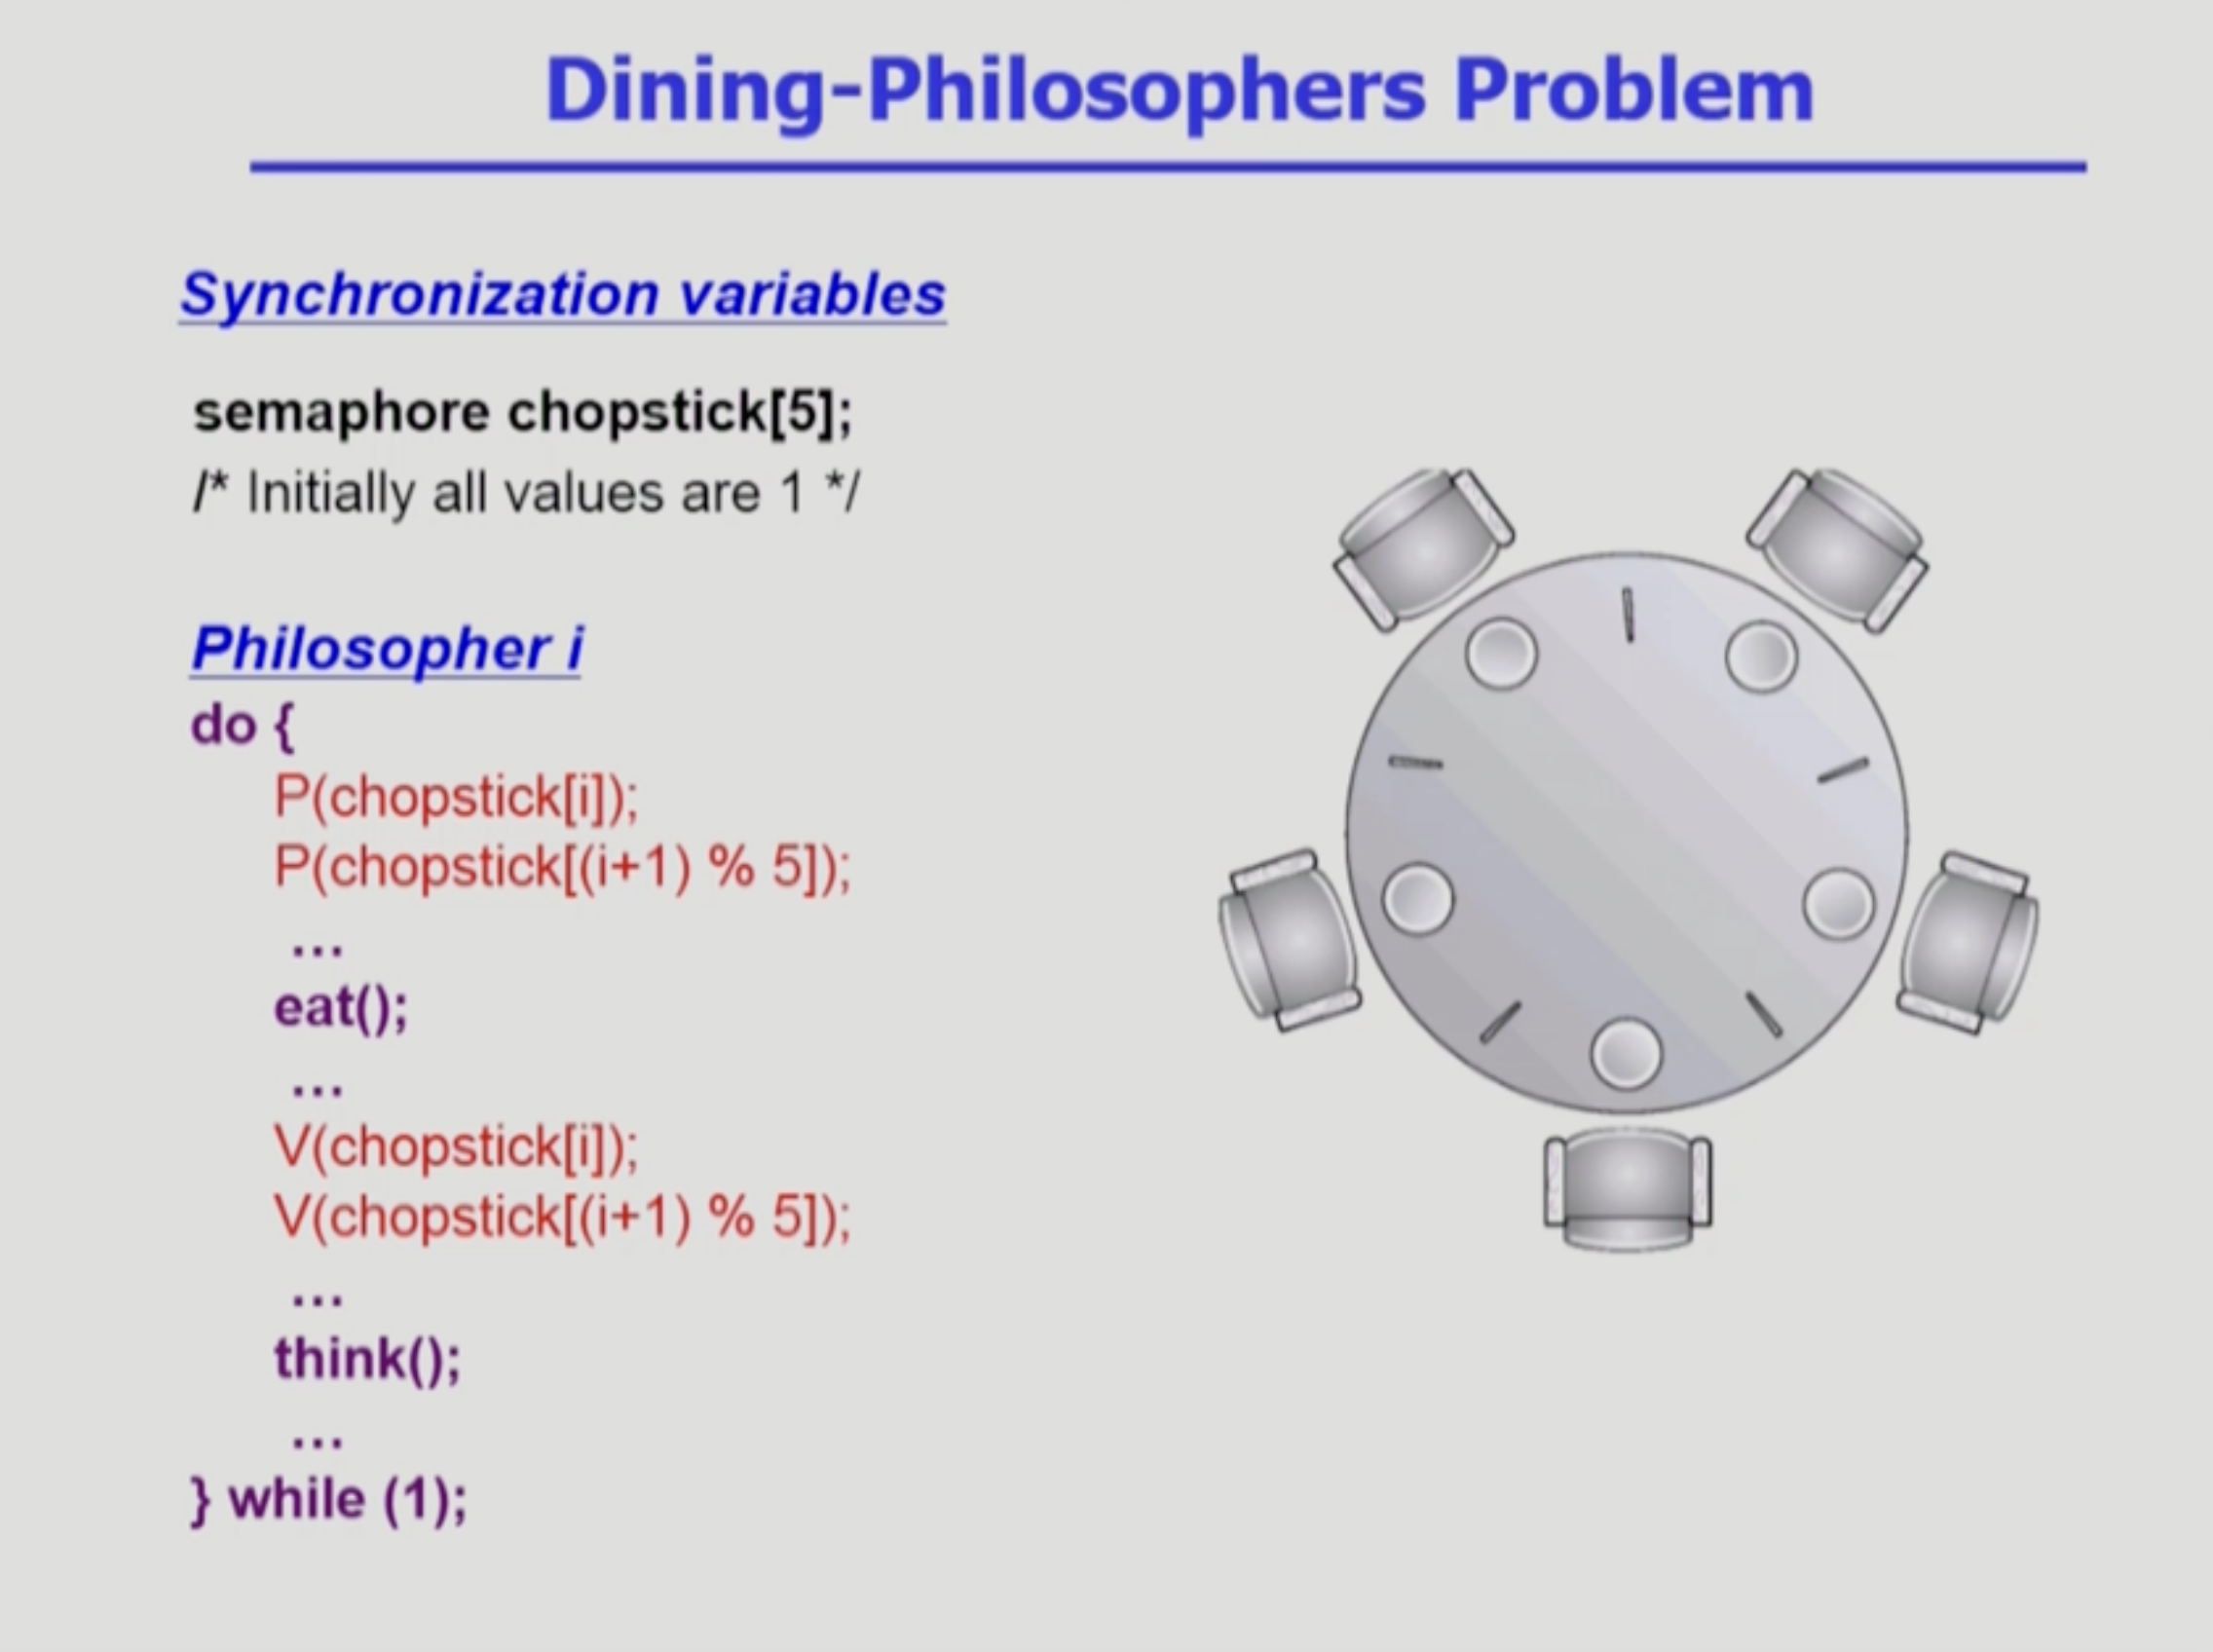 Dining-Philosophers Problem
Synchronization variables
semaphore chopstick[5];
/* Initially all values are 1 */
Philosopher i
do {
P(chopstick[i]);
P(chopstick[(i+1) % 5]);
...
eat();
...
V(chopstick[i]);
V(chopstick[(i+1) % 5]);
...
think();
...
} while (1);